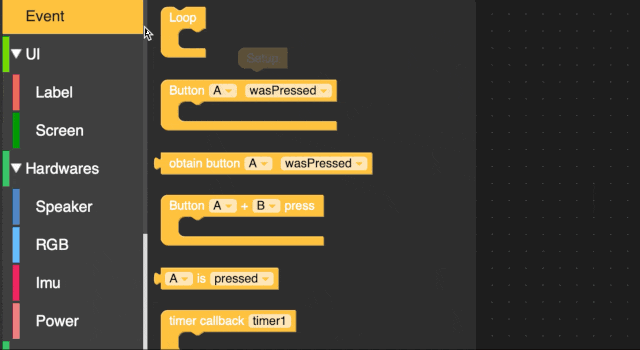 Event
UI
Label
Screen
Hardwares
Speaker
RGB
Imu
Power
Loop
Setup
Button A wasPressed
obtain button A wasPressed
Button A + B press
A is pressed
timer callback timer1